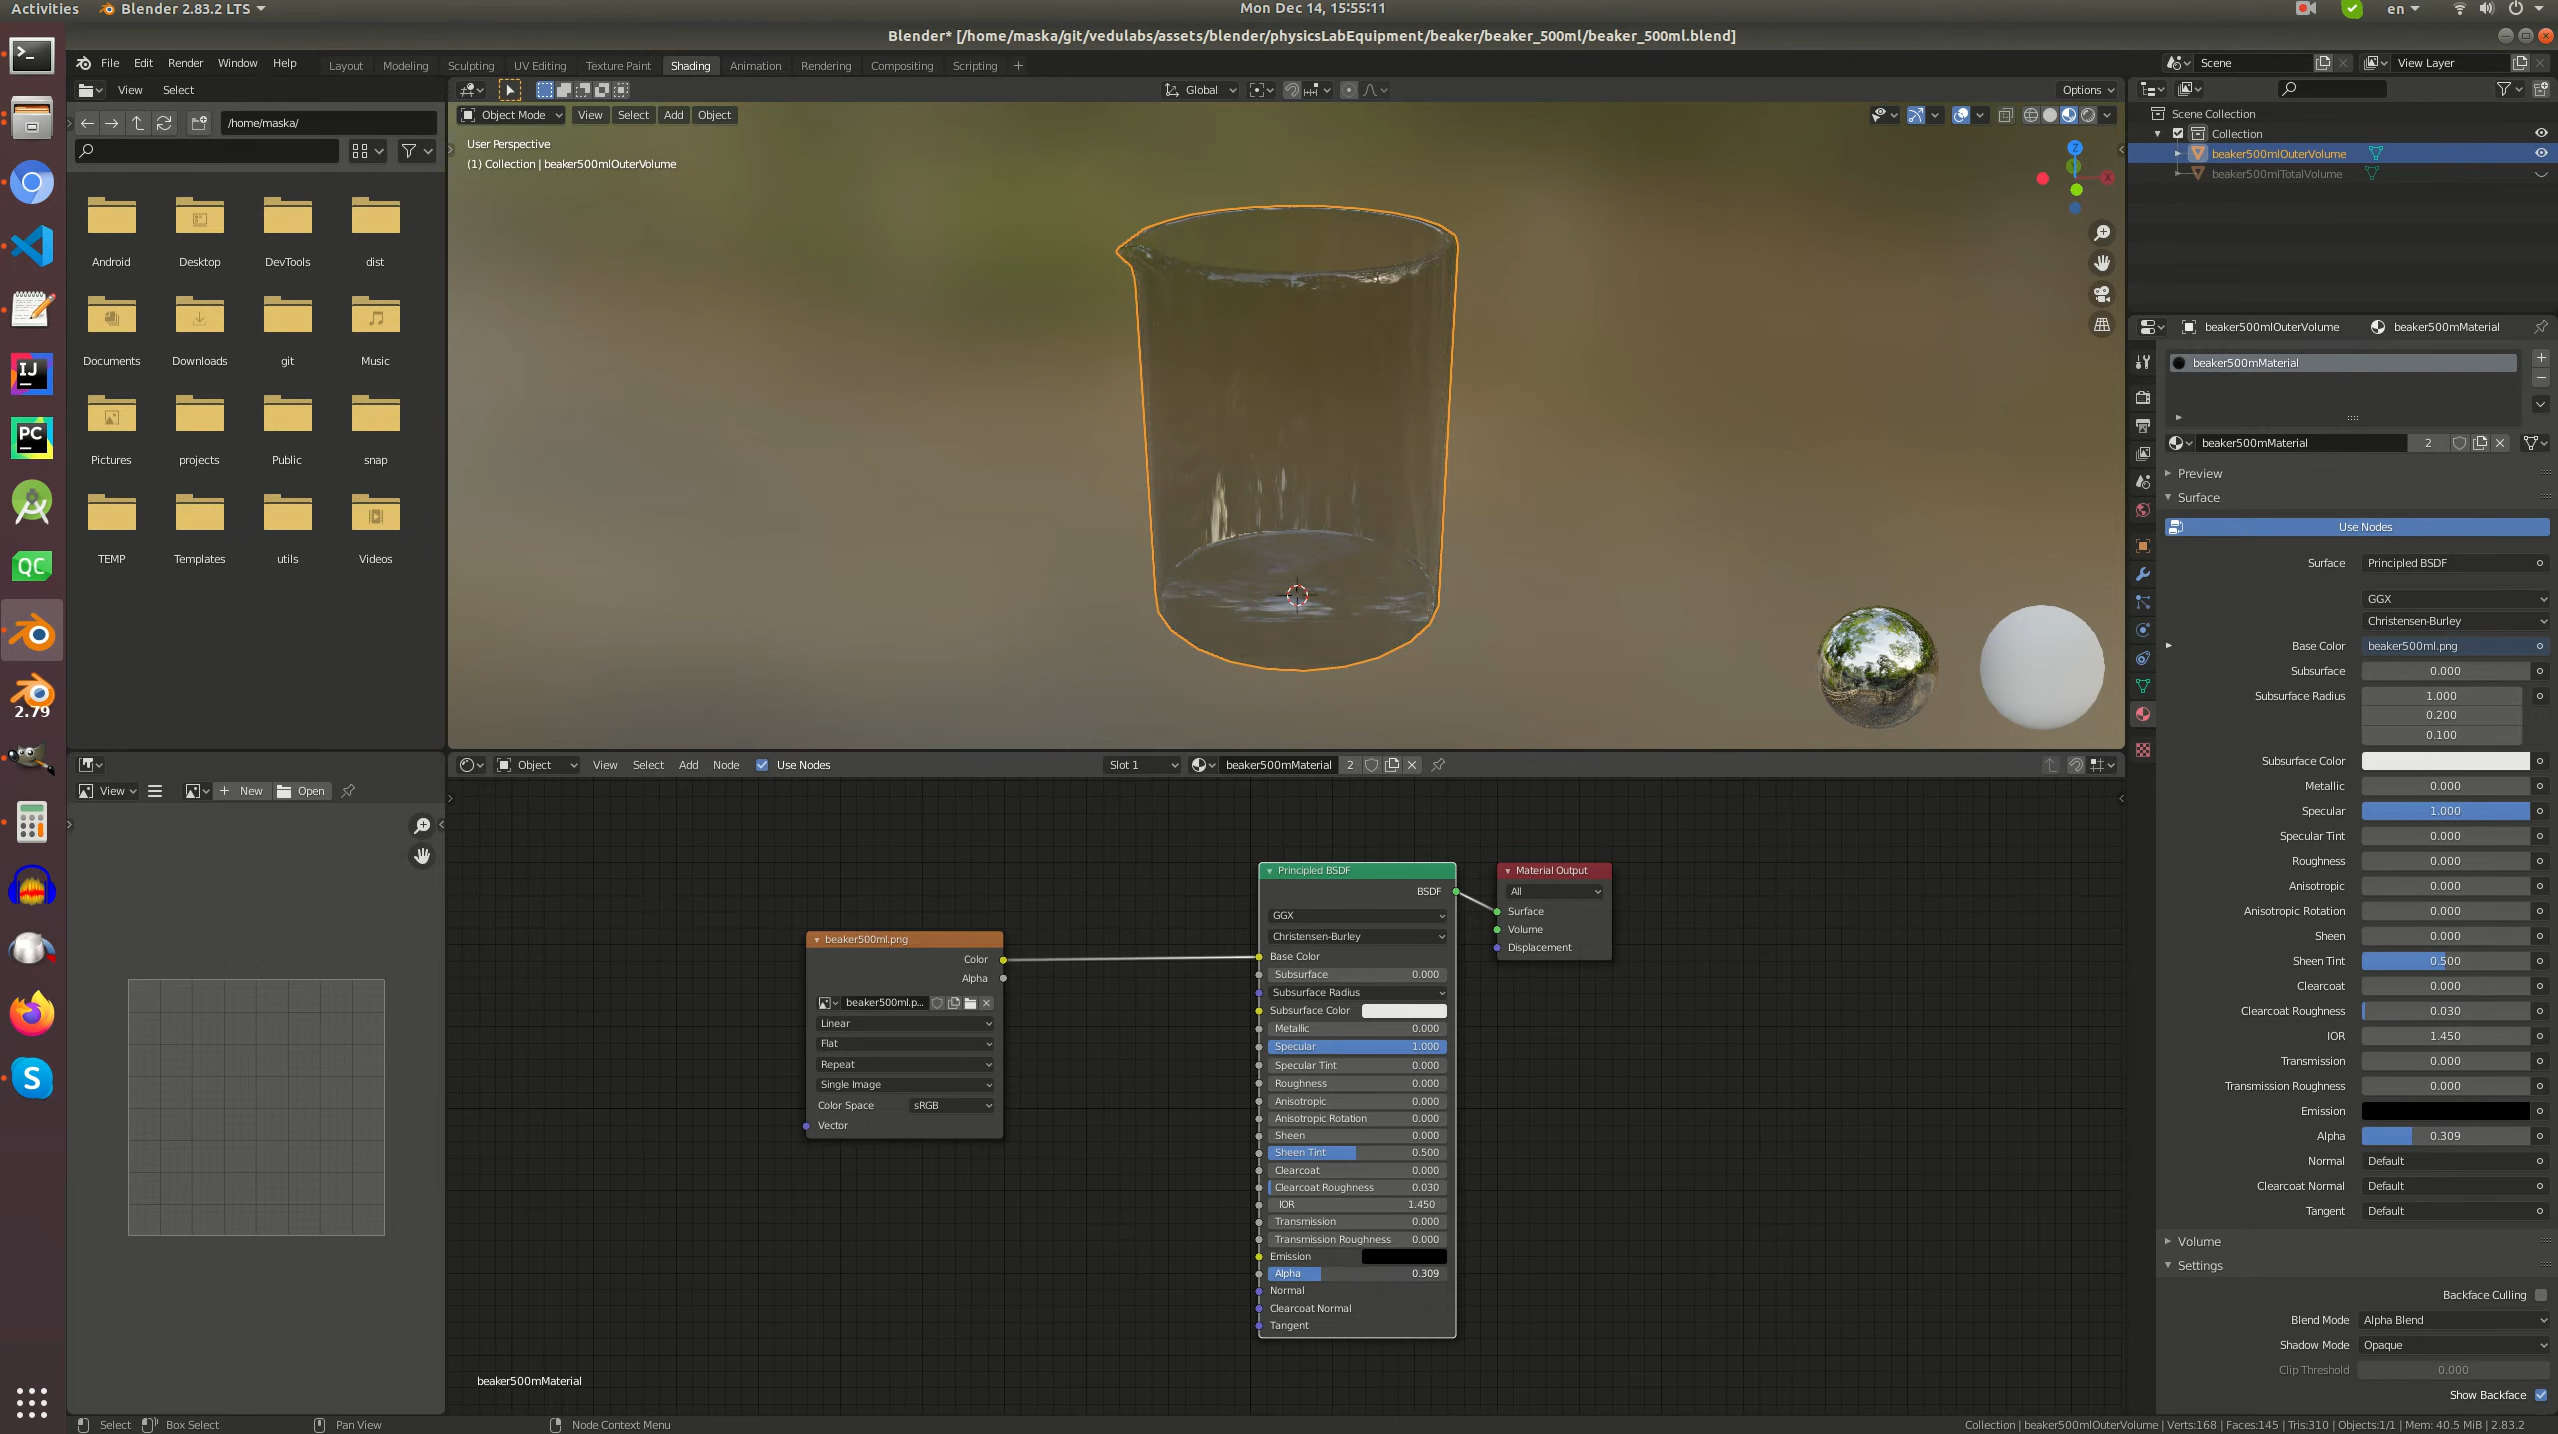 Activities
Blender 2.83.2 LTS
Mon Dec 14, 15:55:11
en
Blender* [/home/maska/git/vedulabs/assets/blender/physicsLabEquipment/beaker/beaker_500ml/beaker_500ml.blend]
File Edit Render Window Help
Layout Modeling Sculpting UV Editing Texture Paint Shading Animation Rendering Compositing Scripting
Scene
View Layer
View Select
Global
Options
/home/maska/
Object Mode View Select Add Object
User Perspective
(1) Collection | beaker500mlOuterVolume
Z
X
Android Desktop DevTools dist
Documents Downloads git Music
Pictures projects Public snap
TEMP Templates utils Videos
IJ
PC
QC
2.79
Scene Collection
Collection
beaker500mlOuterVolume
beaker500mlTotalVolume
beaker500mlOuterVolume beaker500mMaterial
beaker500mMaterial
beaker500mMaterial 2
Preview
Surface
Use Nodes
Surface Principled BSDF
GGX
Christensen-Burley
Base Color beaker500ml.png
Subsurface 0.000
Subsurface Radius 1.000
0.200
0.100
Subsurface Color
Metallic 0.000
Specular 1.000
Specular Tint 0.000
Roughness 0.000
Anisotropic 0.000
Anisotropic Rotation 0.000
Sheen 0.000
Sheen Tint 0.500
Clearcoat 0.000
Clearcoat Roughness 0.030
IOR 1.450
Transmission 0.000
Transmission Roughness 0.000
Emission
Alpha 0.309
Normal Default
Clearcoat Normal Default
Tangent Default
Volume
Settings
Backface Culling
Blend Mode Alpha Blend
Shadow Mode Opaque
Clip Threshold 0.000
Show Backface
View New Open
Object View Select Add Node Use Nodes
Slot 1 beaker500mMaterial 2
beaker500ml.png
Color
Alpha
beaker500ml.p...
Linear
Flat
Repeat
Single Image
Color Space sRGB
Vector
Principled BSDF
BSDF
GGX
Christensen-Burley
Base Color
Subsurface 0.000
Subsurface Radius
Subsurface Color
Metallic 0.000
Specular 1.000
Specular Tint 0.000
Roughness 0.000
Anisotropic 0.000
Anisotropic Rotation 0.000
Sheen 0.000
Sheen Tint 0.500
Clearcoat 0.000
Clearcoat Roughness 0.030
IOR 1.450
Transmission 0.000
Transmission Roughness 0.000
Emission
Alpha 0.309
Normal
Clearcoat Normal
Tangent
Material Output
All
Surface
Volume
Displacement
beaker500mMaterial
Select Box Select Pan View Node Context Menu
Collection | beaker500mlOuterVolume | Verts:168 | Faces:145 | Tris:310 | Objects:1/1 | Mem: 40.5 MiB | 2.83.2